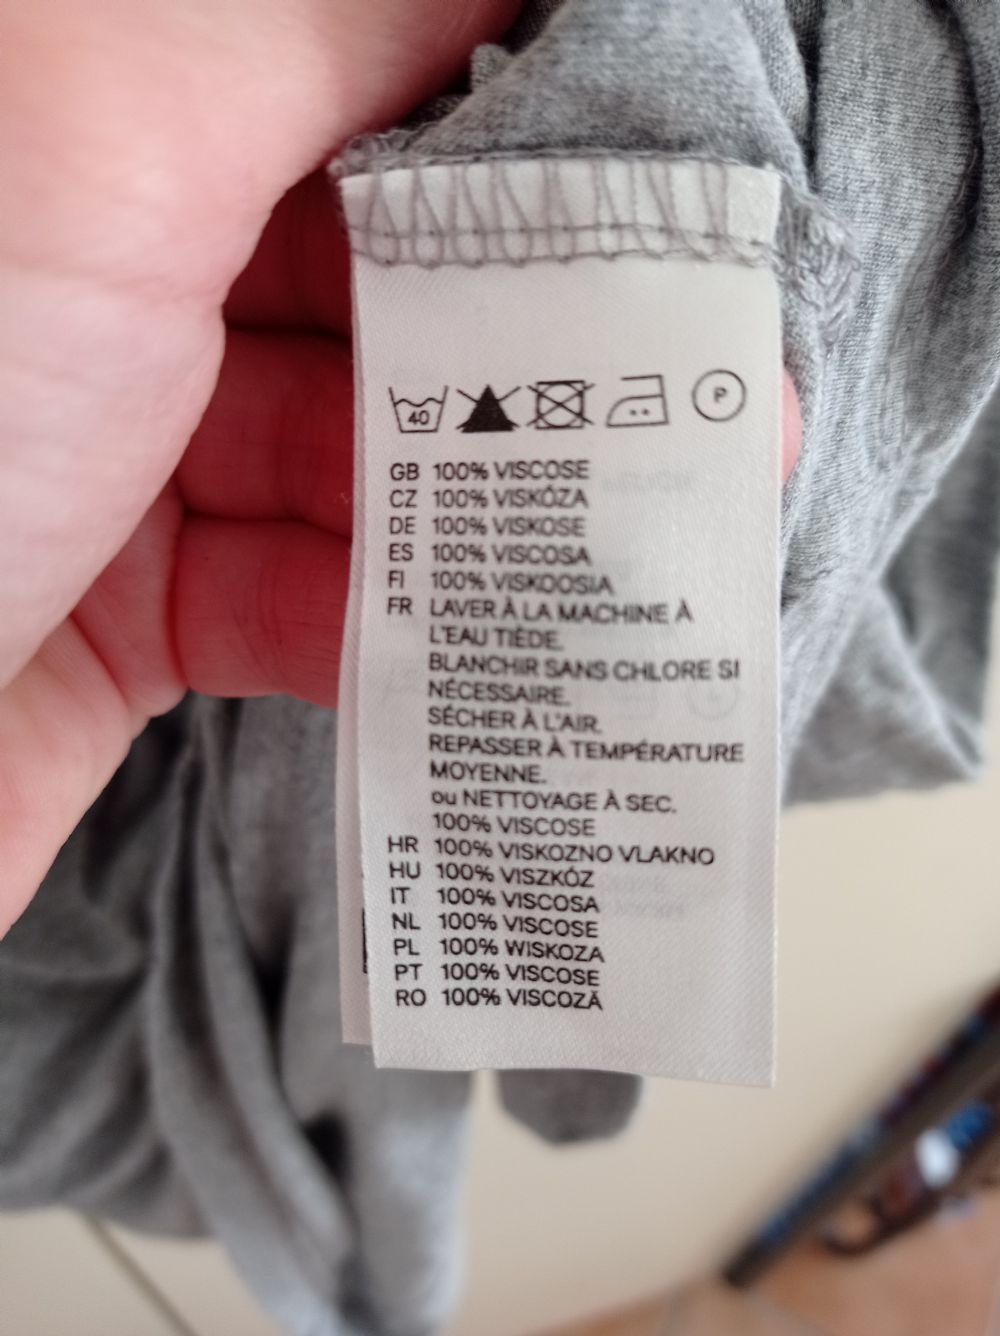 40 P
GB 100% VISCOSE
CZ 100% VISKÓZA
DE 100% VISKOSE
ES 100% VISCOSA
FI 100% VISKOOSIA
FR LAVER À LA MACHINE À
L'EAU TIÈDE.
BLANCHIR SANS CHLORE SI
NÉCESSAIRE.
SÉCHER À L'AIR.
REPASSER À TEMPÉRATURE
MOYENNE.
ou NETTOYAGE À SEC.
100% VISCOSE
HR 100% VISKOZNO VLAKNO
HU 100% VISZKÓZ
IT 100% VISCOSA
NL 100% VISCOSE
PL 100% WISKOZA
PT 100% VISCOSE
RO 100% VISCOZĂ